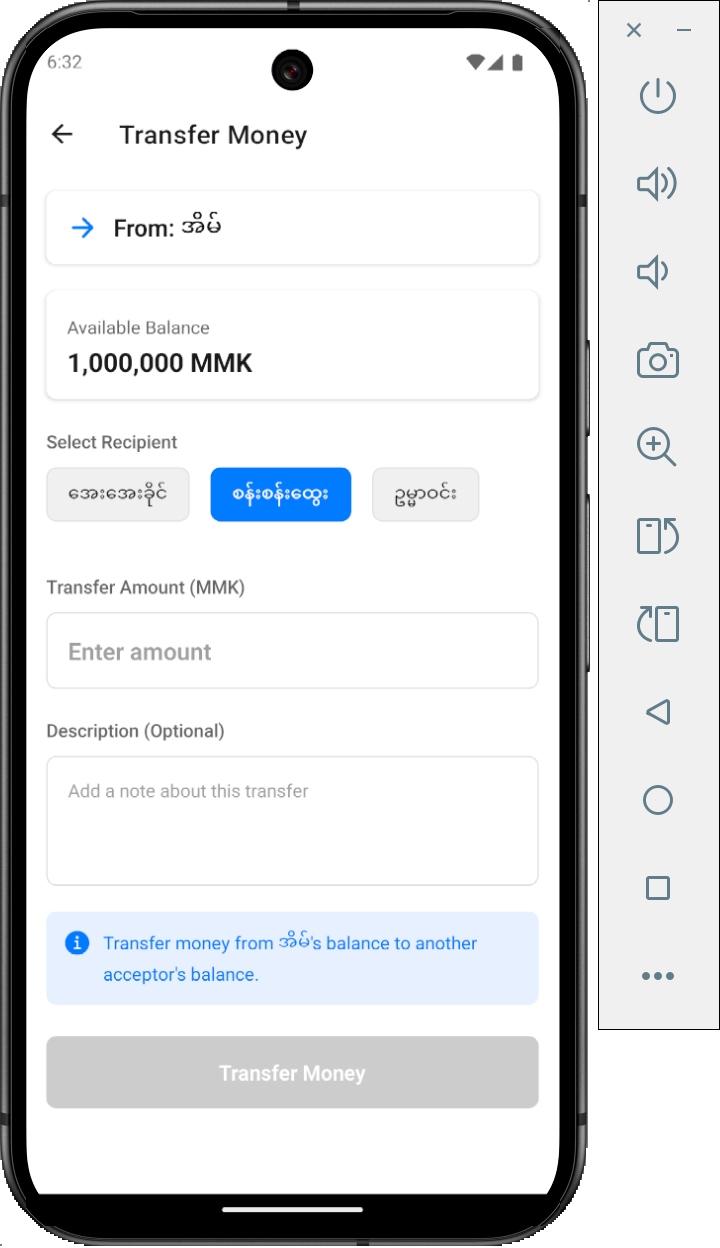 6:32
Transfer Money
From: အိမ်
Available Balance
1,000,000 MMK
Select Recipient
အေးအေးခိုင်
စန်းစန်းထွေး
ဥမ္မာဝင်း
Transfer Amount (MMK)
Enter amount
Description (Optional)
Add a note about this transfer
Transfer money from အိမ်'s balance to another
acceptor's balance.
Transfer Money